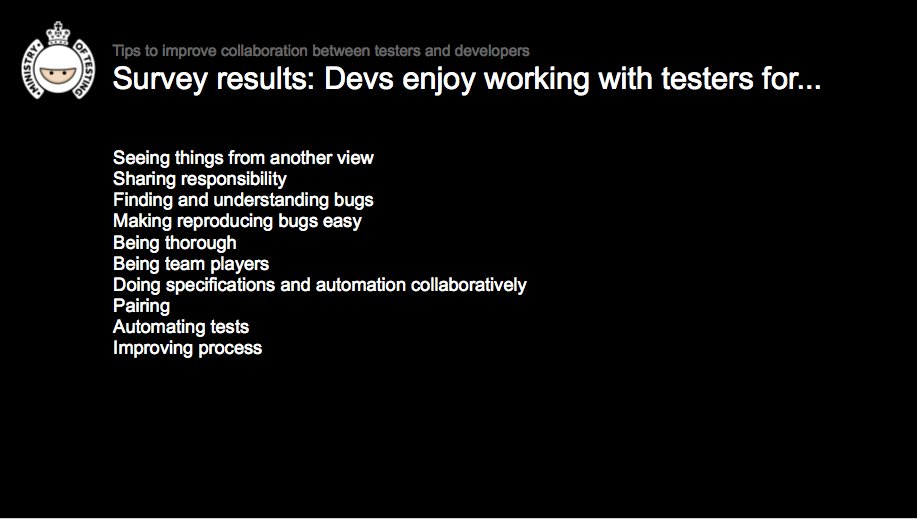 MINISTRY OF TESTING
Tips to improve collaboration between testers and developers
Survey results: Devs enjoy working with testers for...
Seeing things from another view
Sharing responsibility
Finding and understanding bugs
Making reproducing bugs easy
Being thorough
Being team players
Doing specifications and automation collaboratively
Pairing
Automating tests
Improving process